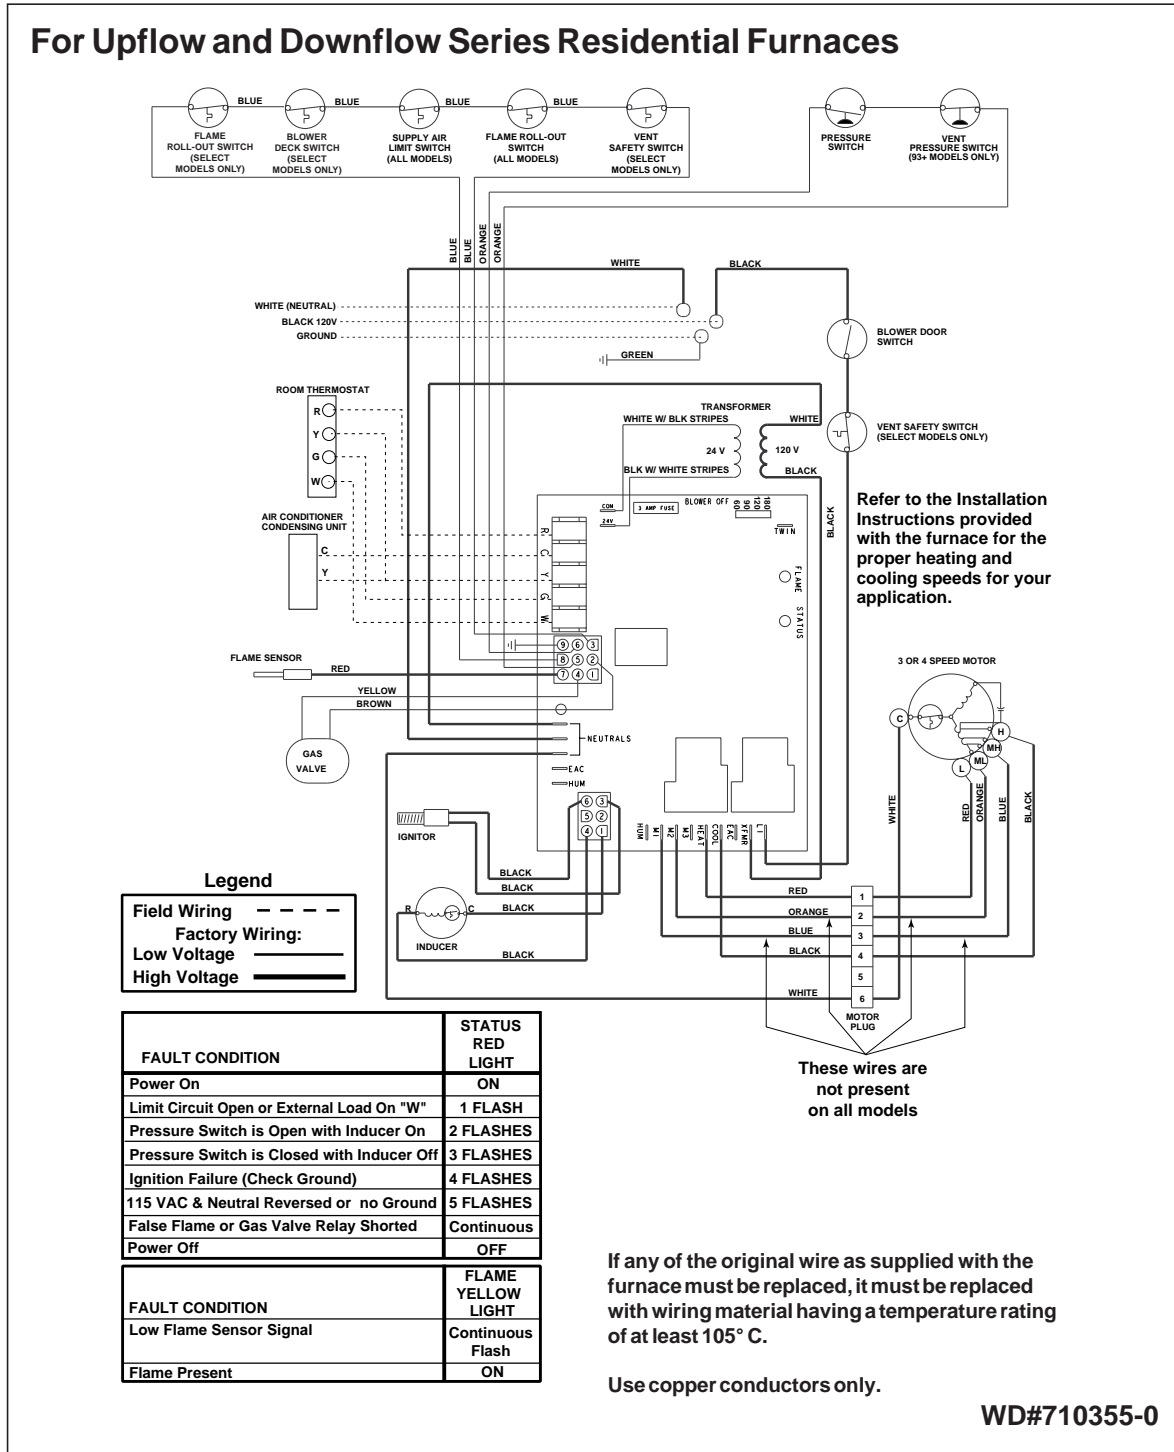 For Upflow and Downflow Series Residential Furnaces
BLUE
BLUE
BLUE
BLUE
FLAME
ROLL-OUT SWITCH
(SELECT
MODELS ONLY)
BLOWER
DECK SWITCH
(SELECT
MODELS ONLY)
SUPPLY AIR
LIMIT SWITCH
(ALL MODELS)
FLAME ROLL-OUT
SWITCH
(ALL MODELS)
VENT
SAFETY SWITCH
(SELECT
MODELS ONLY)
PRESSURE
SWITCH
VENT
PRESSURE SWITCH
(93+ MODELS ONLY)
BLUE
BLUE
ORANGE
ORANGE
WHITE
BLACK
WHITE (NEUTRAL)
BLACK 120V
GROUND
GREEN
BLOWER DOOR
SWITCH
ROOM THERMOSTAT
R
Y
G
W
TRANSFORMER
WHITE W/ BLK STRIPES
WHITE
24 V
120 V
BLK W/ WHITE STRIPES
BLACK
VENT SAFETY SWITCH
(SELECT MODELS ONLY)
AIR CONDITIONER
CONDENSING UNIT
C
Y
COM
24V
3 AMP FUSE
BLOWER OFF
60
90
120
180
TWIN
BLACK
Refer to the Installation
Instructions provided
with the furnace for the
proper heating and
cooling speeds for your
application.
R
C
Y
G
W
FLAME
STATUS
9 6 3
8 5 2
7 4 1
FLAME SENSOR
RED
YELLOW
BROWN
GAS
VALVE
NEUTRALS
EAC
HUM
3 OR 4 SPEED MOTOR
C
H
MH
ML
L
WHITE
RED
ORANGE
BLUE
BLACK
6 3
5 2
4 1
IGNITOR
HUM
M1
M2
M3
HEAT
COOL
EAC
XFMR
L1
BLACK
BLACK
R
C
BLACK
INDUCER
BLACK
RED
1
ORANGE
2
BLUE
3
BLACK
4
5
WHITE
6
MOTOR
PLUG
These wires are
not present
on all models
Legend
Field Wiring
Factory Wiring:
Low Voltage
High Voltage
FAULT CONDITION
STATUS
RED
LIGHT
Power On ON
Limit Circuit Open or External Load On "W" 1 FLASH
Pressure Switch is Open with Inducer On 2 FLASHES
Pressure Switch is Closed with Inducer Off 3 FLASHES
Ignition Failure (Check Ground) 4 FLASHES
115 VAC & Neutral Reversed or no Ground 5 FLASHES
False Flame or Gas Valve Relay Shorted Continuous
Power Off OFF
FAULT CONDITION
FLAME
YELLOW
LIGHT
Low Flame Sensor Signal Continuous
Flash
Flame Present ON
If any of the original wire as supplied with the
furnace must be replaced, it must be replaced
with wiring material having a temperature rating
of at least 105° C.
Use copper conductors only.
WD#710355-0